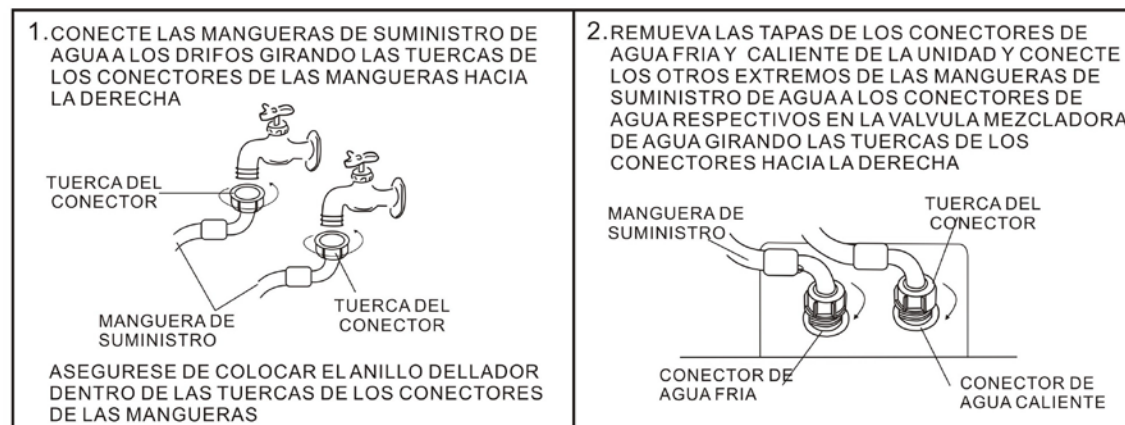 1. CONECTE LAS MANGUERAS DE SUMINISTRO DE
AGUA A LOS DRIFOS GIRANDO LAS TUERCAS DE
LOS CONECTORES DE LAS MANGUERAS HACIA
LA DERECHA
TUERCA DEL
CONECTOR
MANGUERA DE
SUMINISTRO
TUERCA DEL
CONECTOR
ASEGURESE DE COLOCAR EL ANILLO DELLADOR
DENTRO DE LAS TUERCAS DE LOS CONECTORES
DE LAS MANGUERAS
2. REMUEVA LAS TAPAS DE LOS CONECTORES DE
AGUA FRIA Y CALIENTE DE LA UNIDAD Y CONECTE
LOS OTROS EXTREMOS DE LAS MANGUERAS DE
SUMINISTRO DE AGUA A LOS CONECTORES DE
AGUA RESPECTIVOS EN LA VALVULA MEZCLADORA
DE AGUA GIRANDO LAS TUERCAS DE LOS
CONECTORES HACIA LA DERECHA
MANGUERA DE
SUMINISTRO
TUERCA DEL
CONECTOR
CONECTOR DE
AGUA FRIA
CONECTOR DE
AGUA CALIENTE